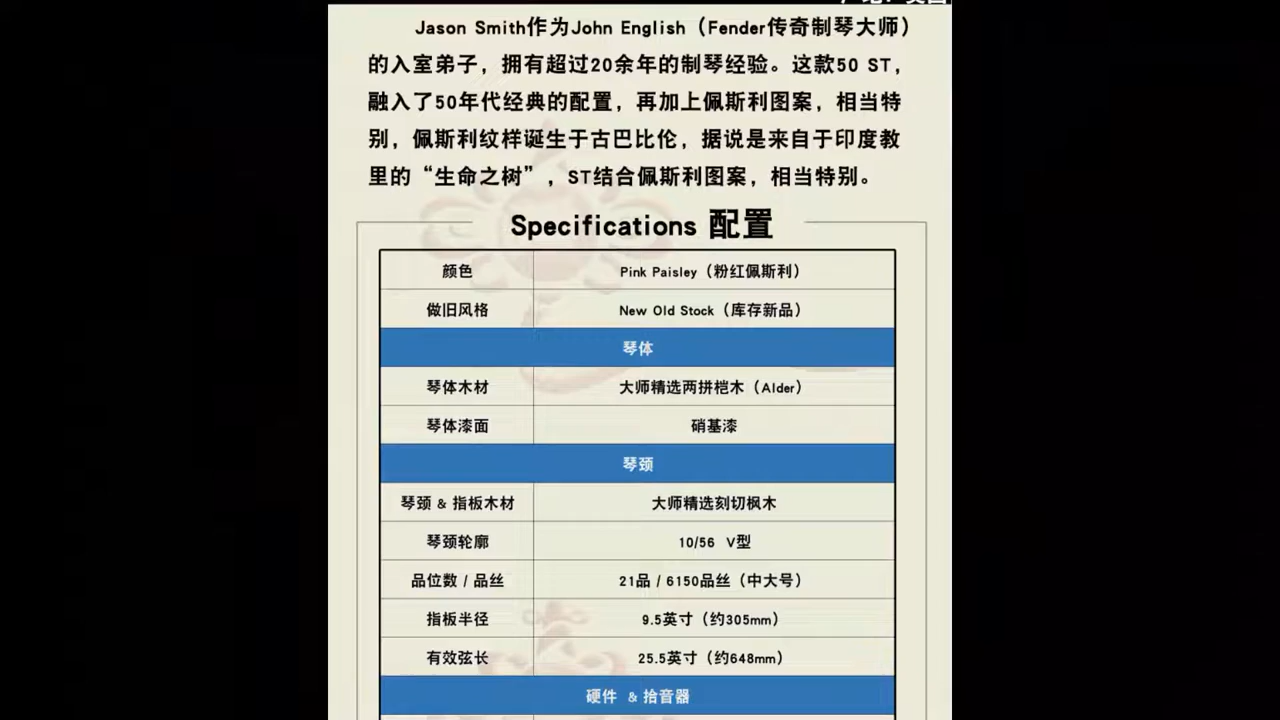 Jason Smith作为John English（Fender传奇制琴大师）
的入室弟子，拥有超过20余年的制琴经验。这款50 ST，
融入了50年代经典的配置，再加上佩斯利图案，相当特
别，佩斯利纹样诞生于古巴比伦，据说是来自于印度教
里的“生命之树”，ST结合佩斯利图案，相当特别。
Specifications 配置
颜色 Pink Paisley（粉红佩斯利）
做旧风格 New Old Stock（库存新品）
琴体
琴体木材 大师精选两拼桤木（Alder）
琴体漆面 硝基漆
琴颈
琴颈 & 指板木材 大师精选刻切枫木
琴颈轮廓 10/56 V型
品位数 / 品丝 21品 / 6150品丝（中大号）
指板半径 9.5英寸（约305mm）
有效弦长 25.5英寸（约648mm）
硬件 & 拾音器